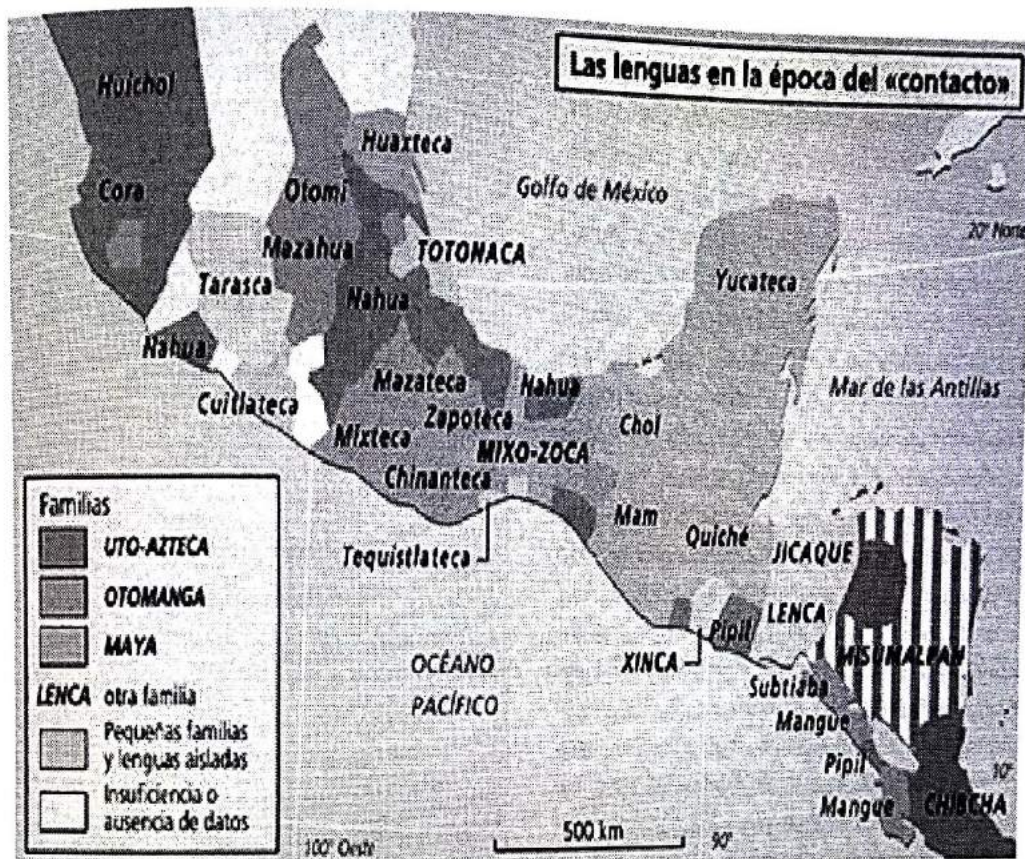 Las lenguas en la época del «contacto»
Huichol
Huaxteca
Cora
Otomi
Golfo de México
20° Norte
Mazahua
TOTONACA
Tarasca
Yucateca
Nahua
Nahua
Mazateca
Nahua
Mar de las Antillas
Cuitlateca
Zapoteca
Chol
Mixteca
MIXO-ZOCA
Chinanteca
Mam
Quiché
Tequistlateca
JICAQUE
LENCA
Pipil
MISUMALPAN
XINCA
OCÉANO
PACÍFICO
Subtiaba
Mangue
Pipil
10°
Mangue
CHIBCHA
Familias
UTO-AZTECA
OTOMANGA
MAYA
LENCA otra familia
Pequeñas familias
y lenguas aisladas
Insuficiencia o
ausencia de datos
100° Oeste
500 km
90°